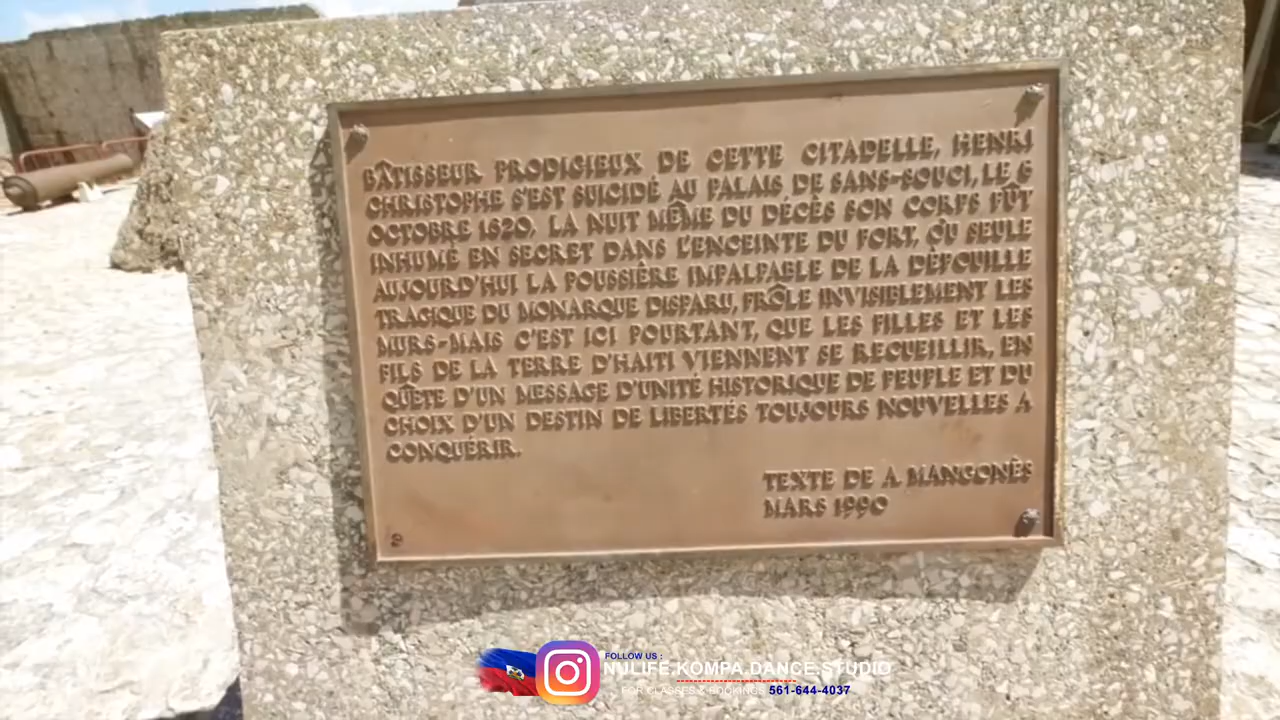 BÂTISSEUR PRODIGIEUX DE CETTE CITADELLE, HENRI
CHRISTOPHE S'EST SUICIDÉ AU PALAIS DE SANS-SOUCI, LE 8
OCTOBRE 1820. LA NUIT MÊME DU DÉCÈS SON CORPS FÛT
INHUMÉ EN SECRET DANS L'ENCEINTE DU FORT, OÙ SEULE
AUJOURD'HUI LA POUSSIÈRE IMPALPABLE DE LA DÉPOUILLE
TRAGIQUE DU MONARQUE DISPARU, FRÔLE INVISIBLEMENT LES
MURS-MAIS C'EST ICI POURTANT, QUE LES FILLES ET LES
FILS DE LA TERRE D'HAITI VIENNENT SE RECUEILLIR, EN
QUÊTE D'UN MESSAGE D'UNITÉ HISTORIQUE DE PEUPLE ET DU
CHOIX D'UN DESTIN DE LIBERTÉS TOUJOURS NOUVELLES A
CONQUÉRIR.
TEXTE DE A. MANGONÈS
MARS 1990
FOLLOW US :
NULIFE.KOMPA.DANCE.STUDIO
FOR CLASSES & BOOKINGS 561-644-4037